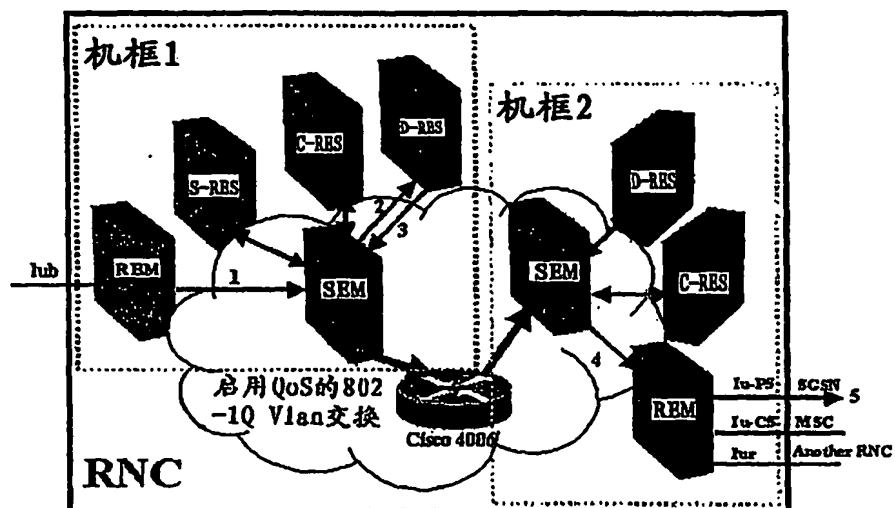 机框1
D-RES
C-RES
S-RES
REM
Iub
1
2
3
SEM
机框2
D-RES
SEM
C-RES
4
REM
Iu-PS SGSN 5
Iu-CS MSC
Iur Another RNC
启用QoS的802
-1Q Vlan变换
Cisco 4006
RNC